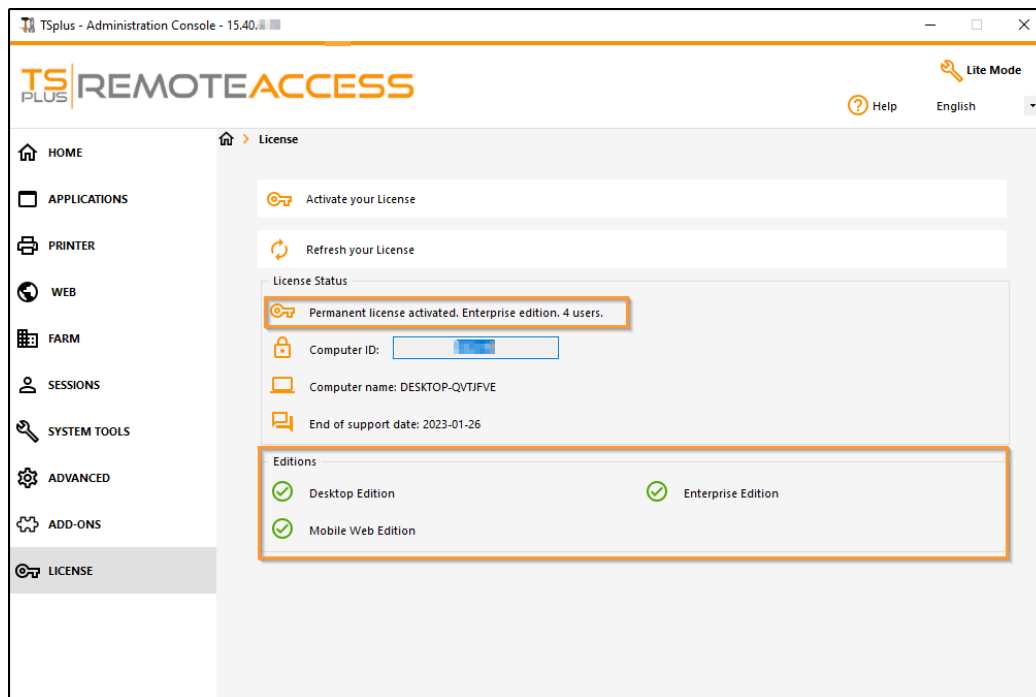 TSplus - Administration Console - 15.40.
TS PLUS REMOTEACCESS
Lite Mode
Help English
HOME
APPLICATIONS
PRINTER
WEB
FARM
SESSIONS
SYSTEM TOOLS
ADVANCED
ADD-ONS
LICENSE
License
Activate your License
Refresh your License
License Status
Permanent license activated. Enterprise edition. 4 users.
Computer ID:
Computer name: DESKTOP-QVTJFVE
End of support date: 2023-01-26
Editions
Desktop Edition Enterprise Edition
Mobile Web Edition